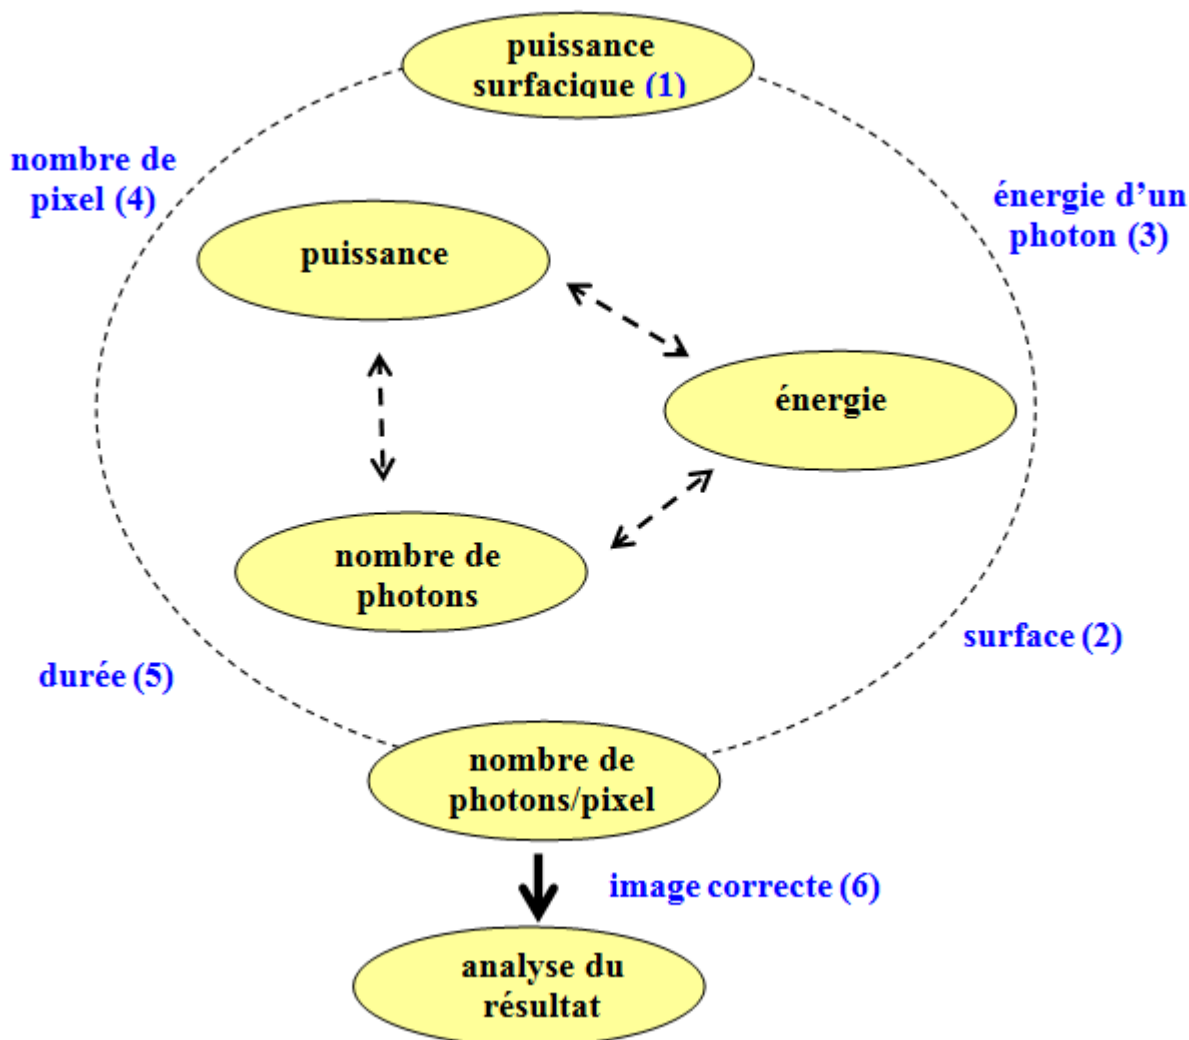 puissance
surfacique (1)
nombre de
pixel (4)
énergie d’un
photon (3)
puissance
énergie
nombre de
photons
surface (2)
durée (5)
nombre de
photons/pixel
image correcte (6)
analyse du
résultat